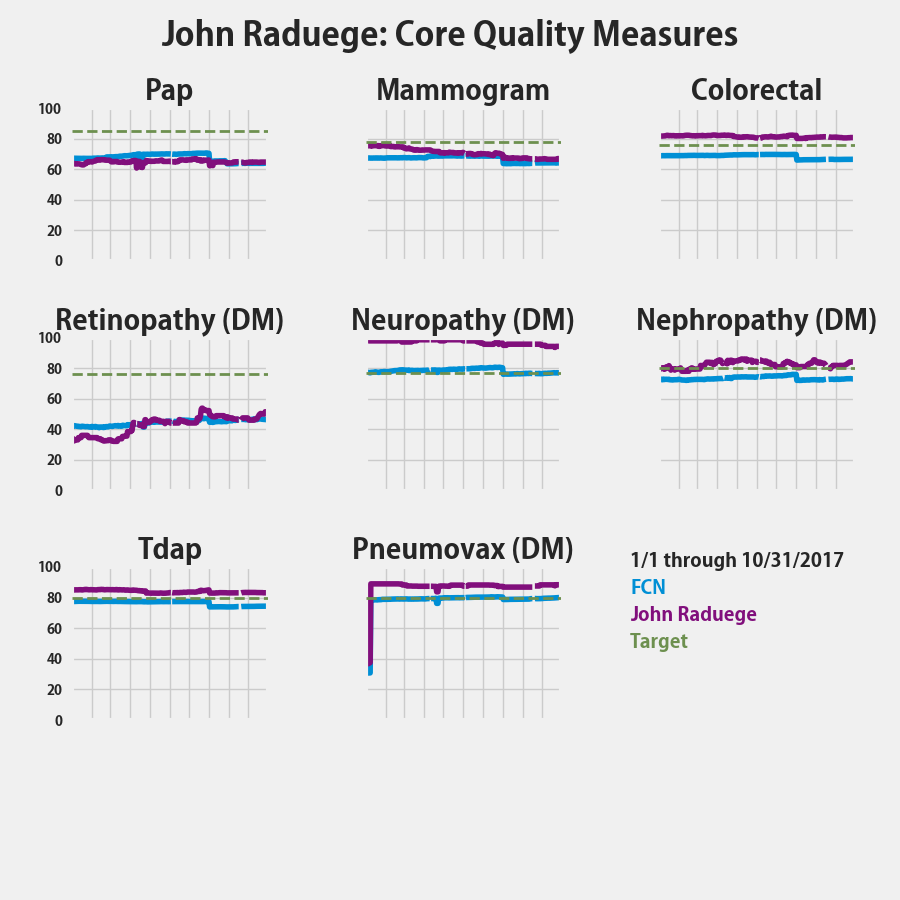 John Raduege: Core Quality Measures
Pap
Mammogram
Colorectal
100
80
60
40
20
0
Retinopathy (DM)
Neuropathy (DM)
Nephropathy (DM)
100
80
60
40
20
0
Tdap
Pneumovax (DM)
100
80
60
40
20
0
1/1 through 10/31/2017
FCN
John Raduege
Target